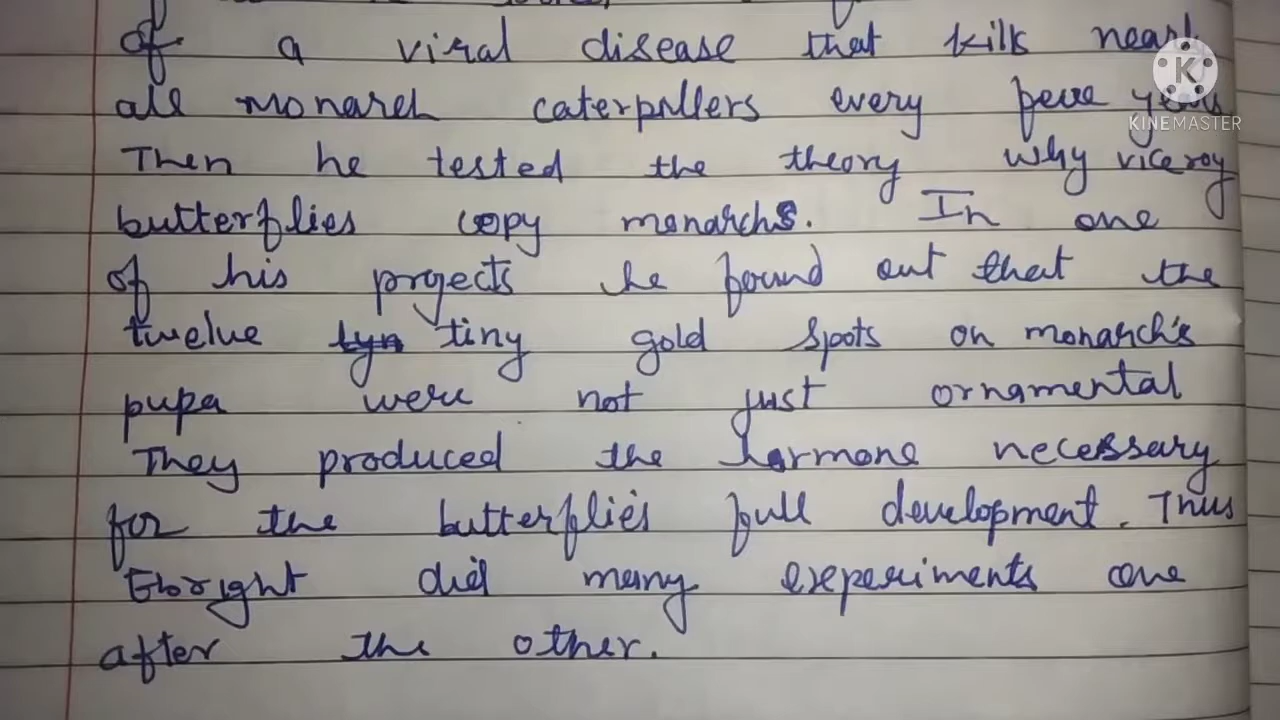 of a viral disease that kills nearly
all monarch caterpillers every few years
Then he tested the theory why viceroy
butterflies copy monarchs. In one
of his projects he found out that the
twelve tyn tiny gold spots on monarch's
pupa were not just ornamental
They produced the hormone necessary
for the butterflies full development. Thus
Ebright did many experiments one
after the other.
K
KINEMASTER